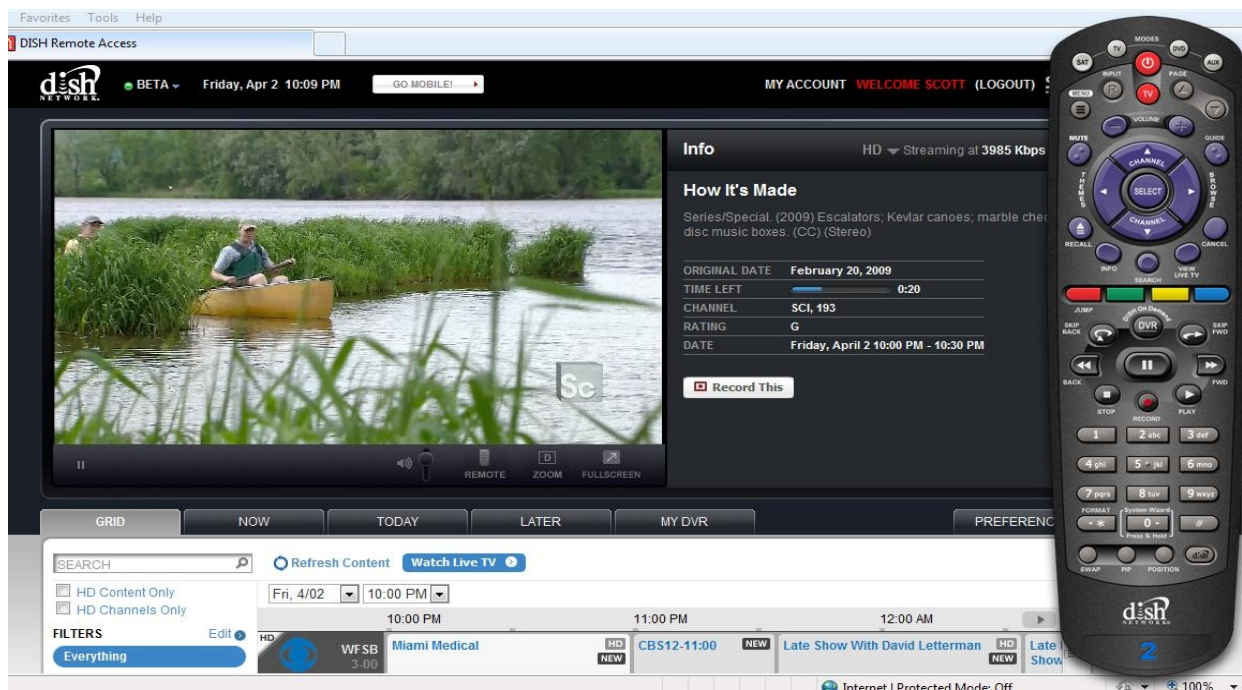 Favorites Tools Help
DISH Remote Access
dish
NETWORK.
BETA
Friday, Apr 2 10:09 PM
GO MOBILE!
MY ACCOUNT WELCOME SCOTT (LOGOUT)
Info
HD Streaming at 3985 Kbps
How It's Made
Series/Special. (2009) Escalators; Kevlar canoes; marble
disc music boxes. (CC) (Stereo)
ORIGINAL DATE February 20, 2009
TIME LEFT 0:20
CHANNEL SCI, 193
RATING G
DATE Friday, April 2 10:00 PM - 10:30 PM
Record This
Sc
REMOTE
D
ZOOM
FULLSCREEN
GRID NOW TODAY LATER MY DVR
SEARCH
Refresh Content
Watch Live TV
HD Content Only
HD Channels Only
Fri, 4/02 10:00 PM
10:00 PM 11:00 PM 12:00 AM
FILTERS Edit
Everything
HD
WFSB
3-00
Miami Medical HD NEW
CBS12-11:00 NEW
Late Show With David Letterman HD NEW
Late
Show
Internet | Protected Mode: Off
100%
MODES
SAT TV DVD AUX
INPUT PAGE
MENU
TV
VOLUME
MUTE GUIDE
CHANNEL
THEMES
SELECT
BROWSE
CHANNEL
RECALL CANCEL
INFO
SEARCH
VIEW
LIVE TV
JUMP
DISH On Demand
DVR
SKIP
BACK
SKIP
FWD
BACK FWD
STOP RECORD PLAY
1 2 abc 3 def
4 ghi 5 jkl 6 mno
7 pqrs 8 tuv 9 wxyz
FORMAT
System Wizard
* 0 #
Press & Hold
SWAP PIP POSITION
dish
dish
NETWORK
2